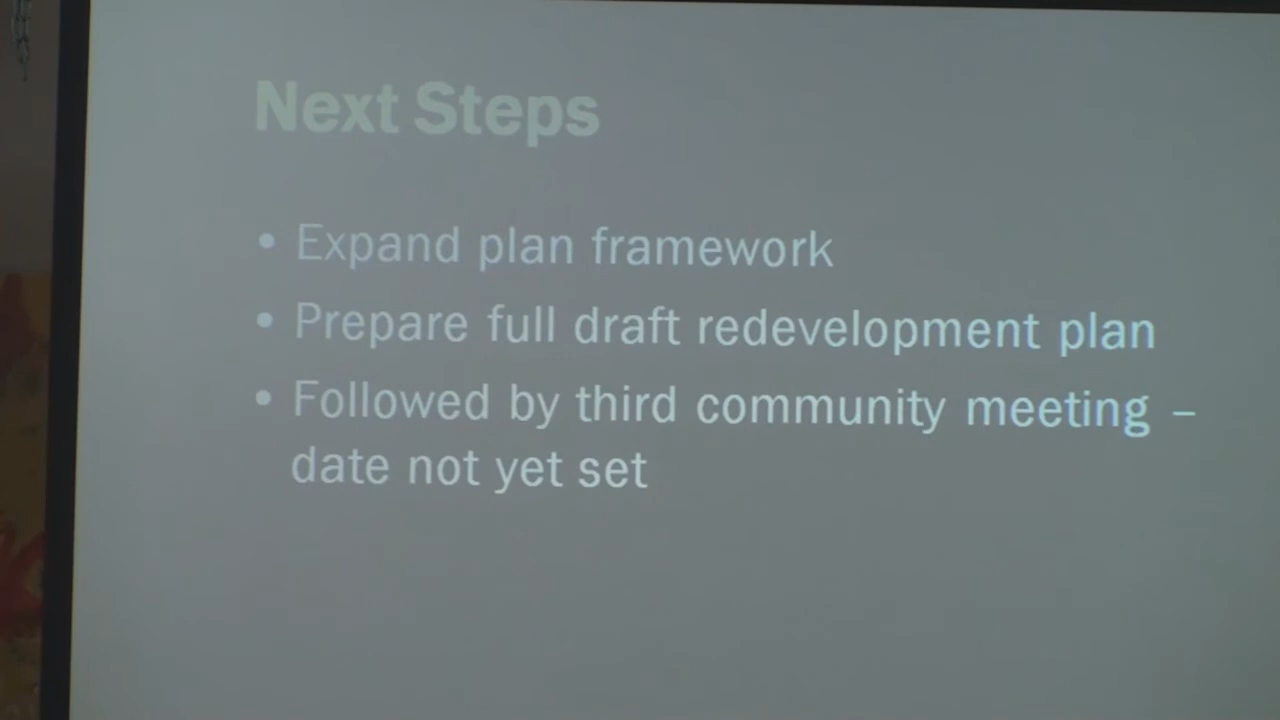 Next Steps
• Expand plan framework
• Prepare full draft redevelopment plan
• Followed by third community meeting –
date not yet set